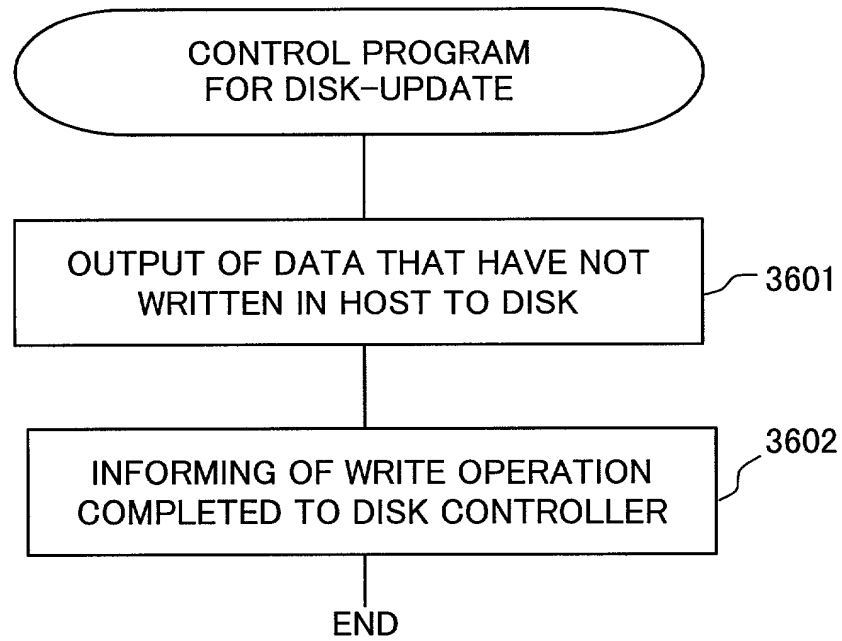 CONTROL PROGRAM
FOR DISK-UPDATE
OUTPUT OF DATA THAT HAVE NOT
WRITTEN IN HOST TO DISK
3601
INFORMING OF WRITE OPERATION
COMPLETED TO DISK CONTROLLER
3602
END